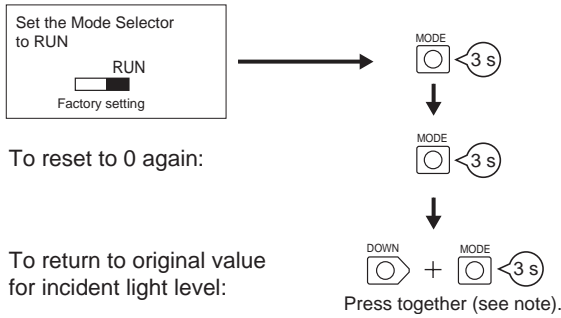 Set the Mode Selector
to RUN
RUN
Factory setting
MODE
3 s
To reset to 0 again:
MODE
3 s
To return to original value
for incident light level:
DOWN
+
MODE
3 s
Press together (see note).